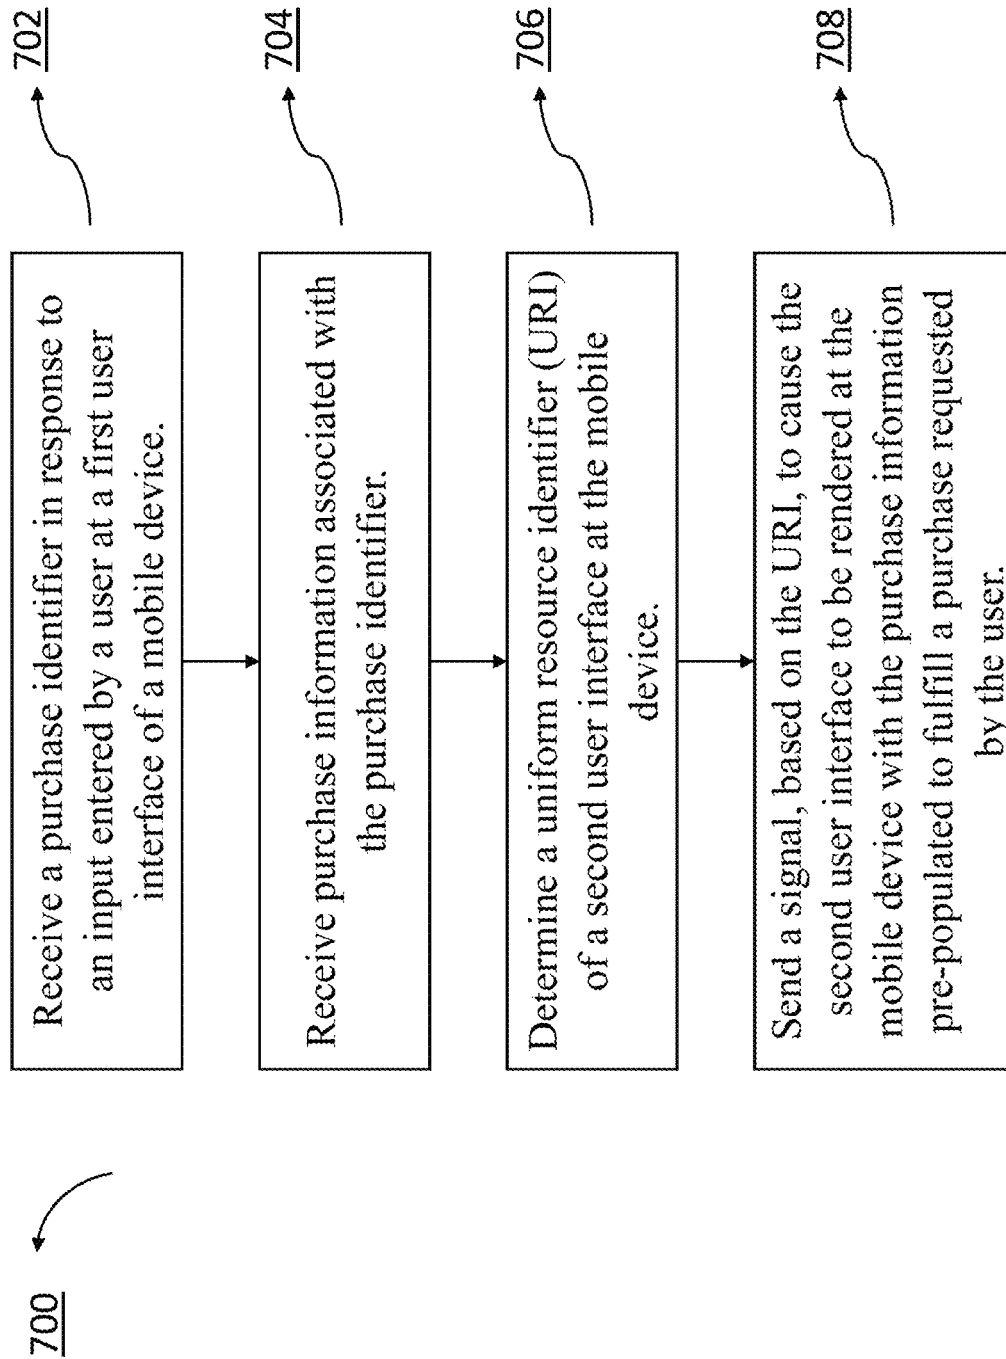 700
Receive a purchase identifier in response to
an input entered by a user at a first user
interface of a mobile device.
702
Receive purchase information associated with
the purchase identifier.
704
Determine a uniform resource identifier (URI)
of a second user interface at the mobile
device.
706
Send a signal, based on the URI, to cause the
second user interface to be rendered at the
mobile device with the purchase information
pre-populated to fulfill a purchase requested
by the user.
708